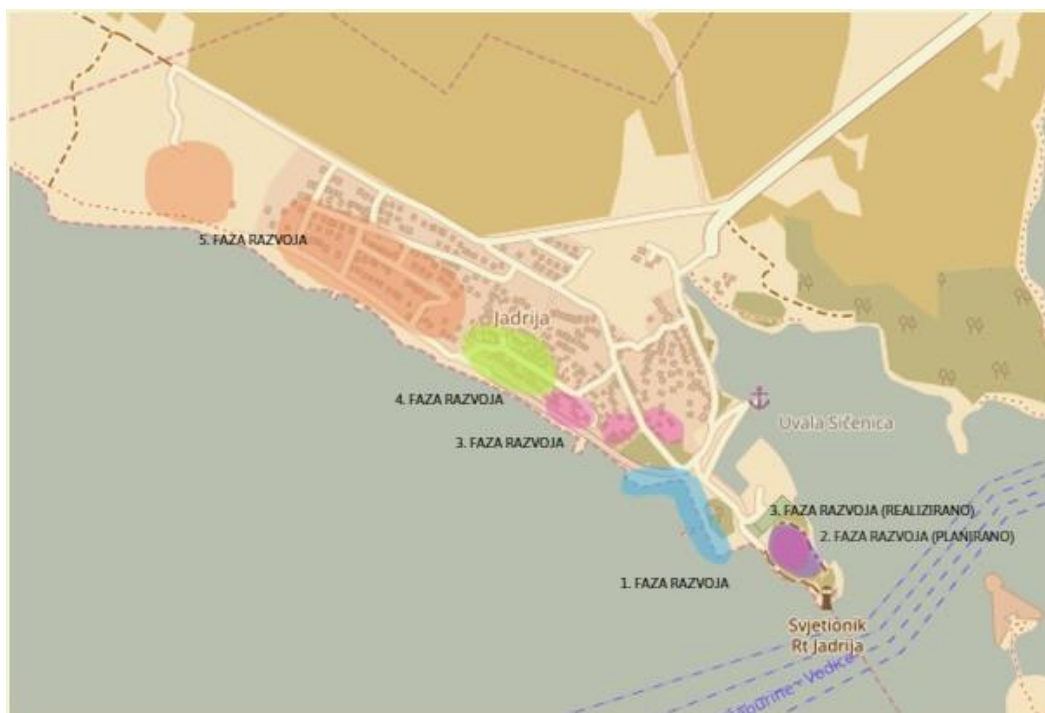 5. FAZA RAZVOJA
Jadrija
4. FAZA RAZVOJA
3. FAZA RAZVOJA
Uvala Sićenica
3. FAZA RAZVOJA (REALIZIRANO)
2. FAZA RAZVOJA (PLANIRANO)
1. FAZA RAZVOJA
Svjetionik
Rt Jadrija
Vodice